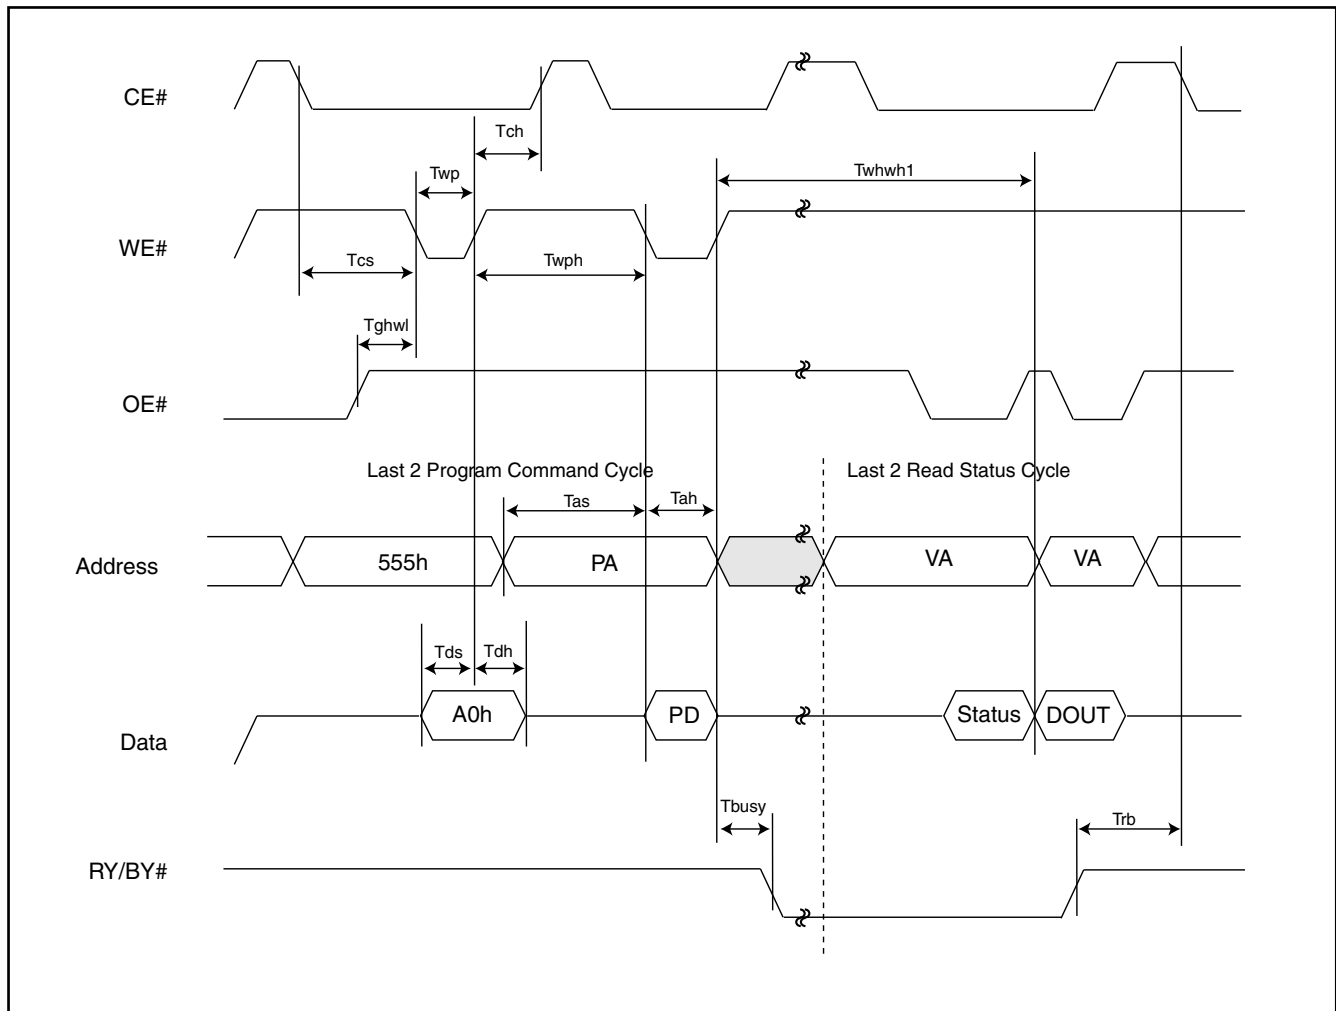 CE#
Tch
Twp
Twhwh1
WE#
Tcs
Twph
Tghwl
OE#
Last 2 Program Command Cycle
Last 2 Read Status Cycle
Tas
Tah
Address
555h
PA
VA
VA
Tds
Tdh
Data
A0h
PD
Status
DOUT
Tbusy
Trb
RY/BY#